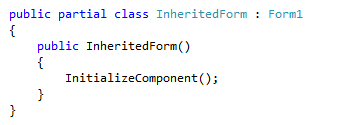 public partial class InheritedForm : Form1
{
    public InheritedForm()
    {
        InitializeComponent();
    }
}